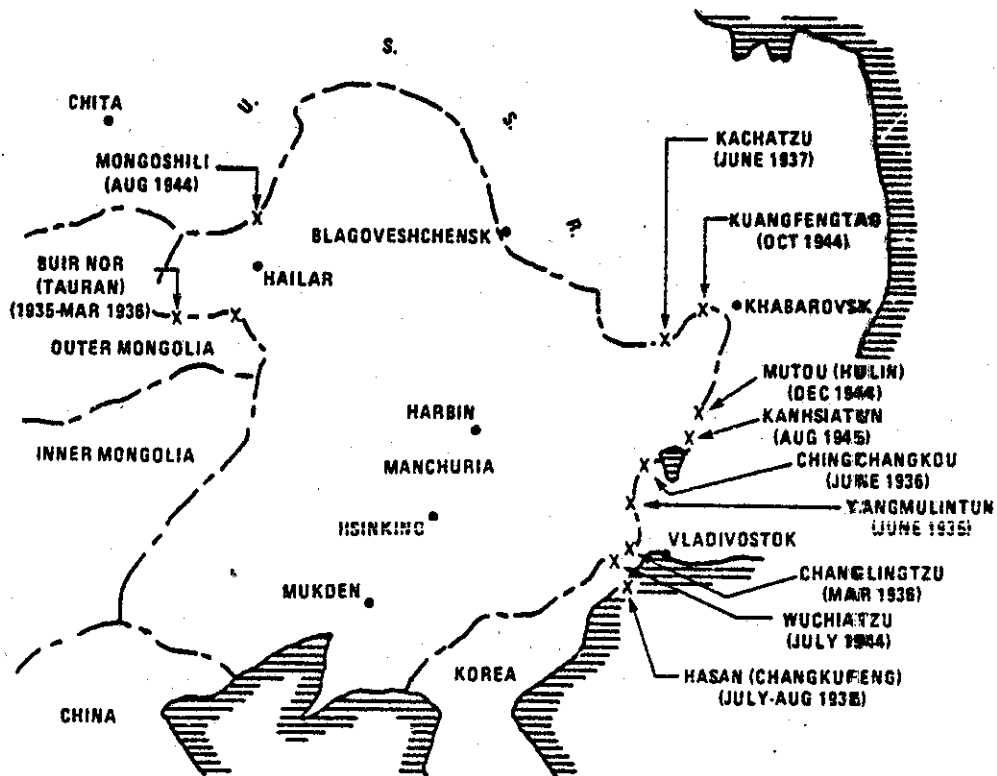 U. S. S. R.
CHITA
MONGOSHILI
(AUG 1944)
BLAGOVESHCHENSK
HAILAR
BUIR NOR
(TAURAN)
(1935-MAR 1936)
OUTER MONGOLIA
INNER MONGOLIA
KACHATZU
(JUNE 1937)
KUANGFENGTAO
(OCT 1944)
KHABAROVSK
MUTOU (HULIN)
(DEC 1944)
KANHSIATUN
(AUG 1945)
CHINGCHANGKOU
(JUNE 1936)
YANGMULINTUN
(JUNE 1935)
HARBIN
MANCHURIA
HSINKING
MUKDEN
VLADIVOSTOK
CHANGLINGTZU
(MAR 1936)
WUCHIATZU
(JULY 1944)
HASAN (CHANGKUFENG)
(JULY-AUG 1938)
KOREA
CHINA